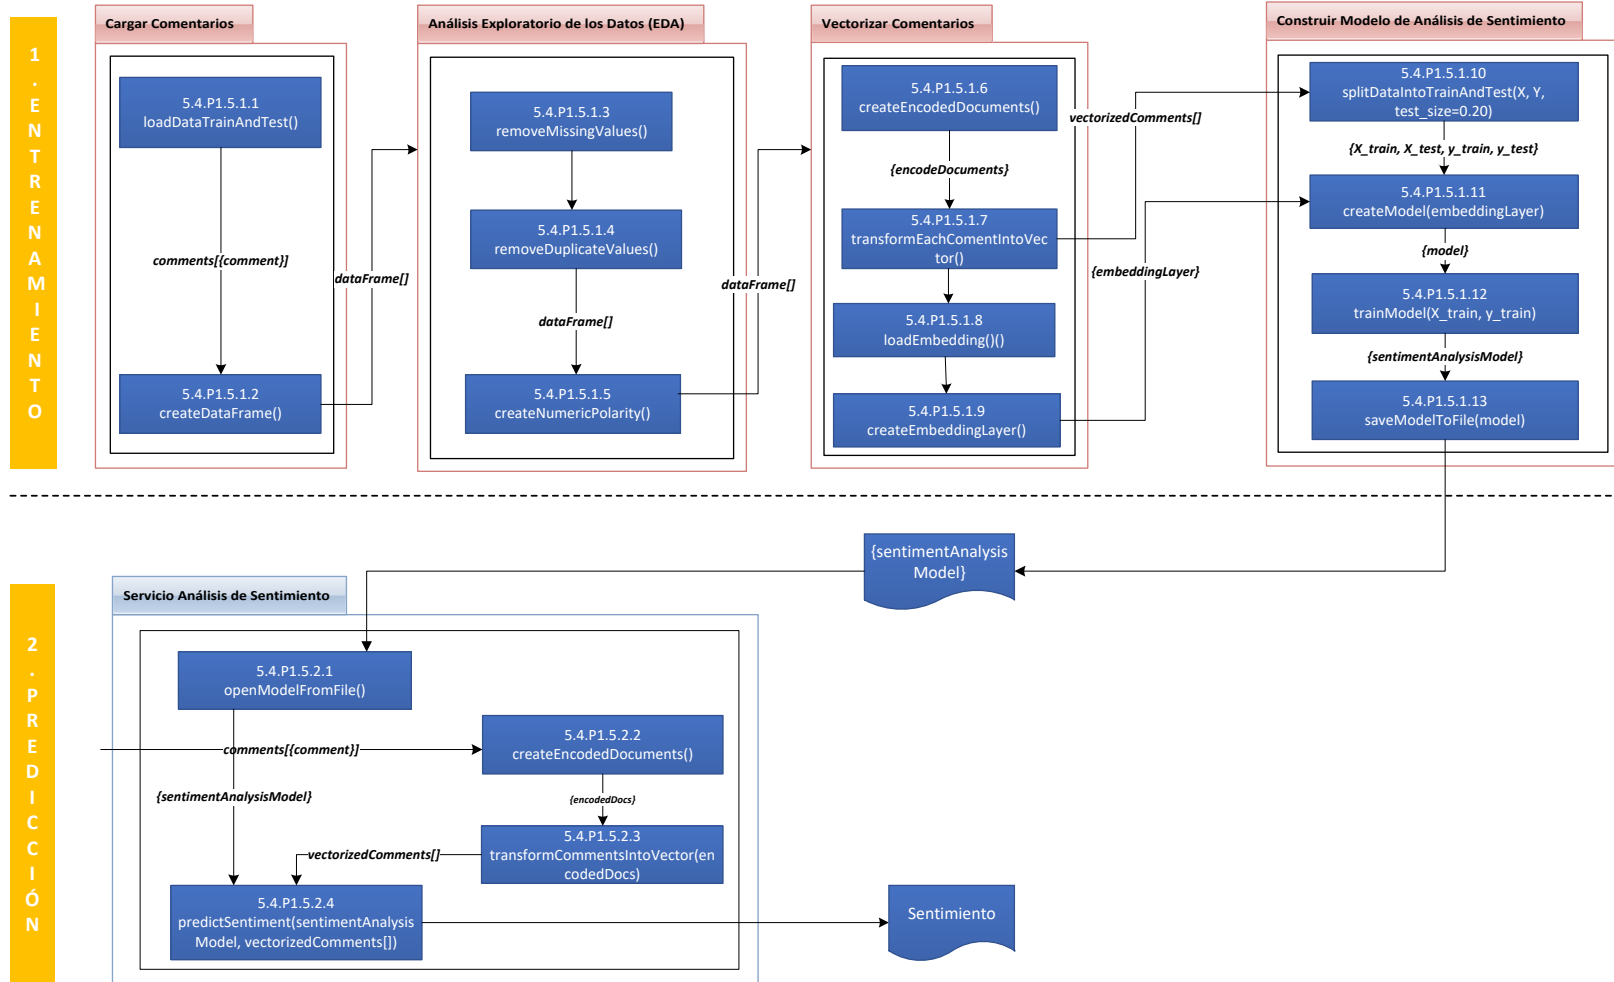 1
.
E
N
T
R
E
N
A
M
I
E
N
T
O
Cargar Comentarios
5.4.P1.5.1.1
loadDataTrainAndTest()
comments[{comment}]
5.4.P1.5.1.2
createDataFrame()
dataFrame[]
Análisis Exploratorio de los Datos (EDA)
5.4.P1.5.1.3
removeMissingValues()
5.4.P1.5.1.4
removeDuplicateValues()
dataFrame[]
5.4.P1.5.1.5
createNumericPolarity()
dataFrame[]
Vectorizar Comentarios
5.4.P1.5.1.6
createEncodedDocuments()
{encodeDocuments}
5.4.P1.5.1.7
transformEachComentIntoVec
tor()
5.4.P1.5.1.8
loadEmbedding()()
5.4.P1.5.1.9
createEmbeddingLayer()
vectorizedComments[]
{embeddingLayer}
Construir Modelo de Análisis de Sentimiento
5.4.P1.5.1.10
splitDataIntoTrainAndTest(X, Y,
test_size=0.20)
{X_train, X_test, y_train, y_test}
5.4.P1.5.1.11
createModel(embeddingLayer)
{model}
5.4.P1.5.1.12
trainModel(X_train, y_train)
{sentimentAnalysisModel}
5.4.P1.5.1.13
saveModelToFile(model)
{sentimentAnalysis
Model}
2
.
P
R
E
D
I
C
C
I
Ó
N
Servicio Análisis de Sentimiento
5.4.P1.5.2.1
openModelFromFile()
comments[{comment}]
5.4.P1.5.2.2
createEncodedDocuments()
{sentimentAnalysisModel}
{encodedDocs}
5.4.P1.5.2.3
transformCommentsIntoVector(en
codedDocs)
vectorizedComments[]
5.4.P1.5.2.4
predictSentiment(sentimentAnalysis
Model, vectorizedComments[])
Sentimiento